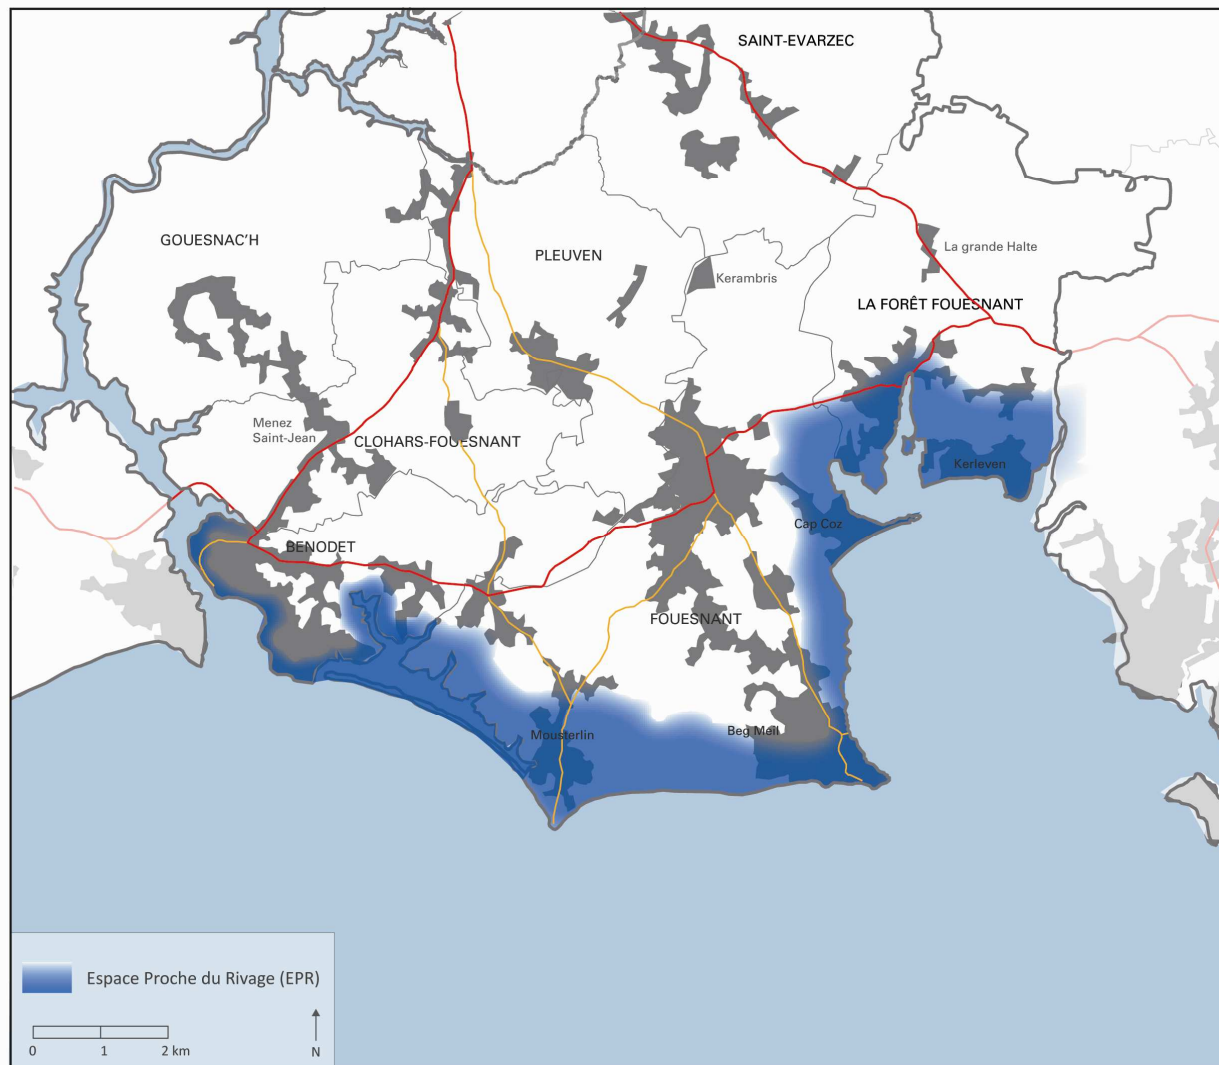 SAINT-EVARZEC
GOUESNAC'H
PLEUVEN
La grande Halte
Kerambris
LA FORÊT FOUESNANT
Menez
Saint-Jean
CLOHARS-FOUESNANT
Kerleven
Cap Coz
BENODET
FOUESNANT
Mousterlin
Beg Meil
Espace Proche du Rivage (EPR)
0 1 2 km
N